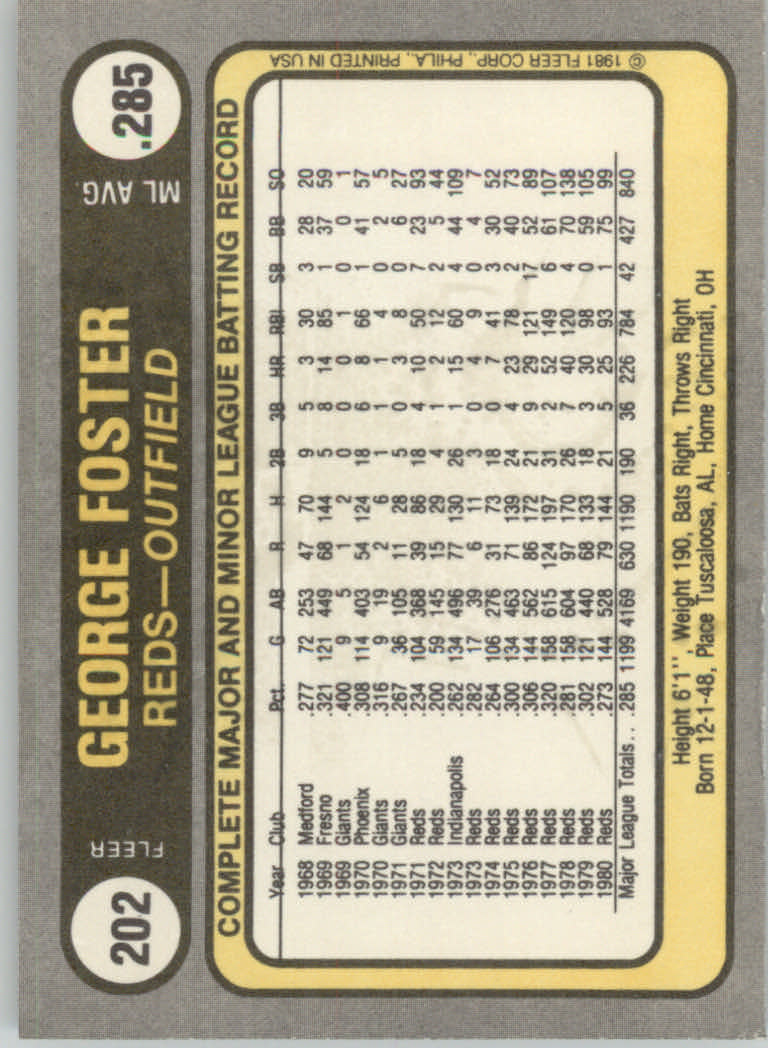 202
FLEER
GEORGE FOSTER
REDS—OUTFIELD
ML AVG.
.285
COMPLETE MAJOR AND MINOR LEAGUE BATTING RECORD
Year Club Pct. G AB R H 2B 3B HR RBI SB BB SO
1968 Medford .277 72 253 47 70 9 5 3 30 3 28 20
1969 Fresno .321 121 449 68 144 5 8 14 85 1 37 59
1969 Giants .400 9 5 1 2 0 0 0 1 0 0 1
1970 Phoenix .308 114 403 54 124 18 6 8 66 1 41 57
1970 Giants .316 9 19 2 6 1 1 1 4 0 2 5
1971 Giants .267 36 105 11 28 5 0 3 8 0 6 27
1971 Reds .234 104 368 39 86 18 4 10 50 7 23 93
1972 Reds .200 59 145 15 29 4 1 2 12 2 5 44
1973 Indianapolis .262 134 496 77 130 26 1 15 60 4 44 109
1973 Reds .282 17 39 6 11 3 0 4 9 0 4 7
1974 Reds .264 106 276 31 73 18 0 7 41 3 30 52
1975 Reds .300 134 463 71 139 24 4 23 78 2 40 73
1976 Reds .306 144 562 86 172 21 9 29 121 17 52 89
1977 Reds .320 158 615 124 197 31 2 52 149 6 61 107
1978 Reds .281 158 604 97 170 26 7 40 120 4 70 138
1979 Reds .302 121 440 68 133 18 3 30 98 0 59 105
1980 Reds .273 144 528 79 144 21 5 25 93 1 75 99
Major League Totals.. .285 1199 4169 630 1190 190 36 226 784 42 427 840
Height 6'1'', Weight 190, Bats Right, Throws Right
Born 12-1-48, Place Tuscaloosa, AL, Home Cincinnati, OH
© 1981 FLEER CORP., PHILA., PRINTED IN USA